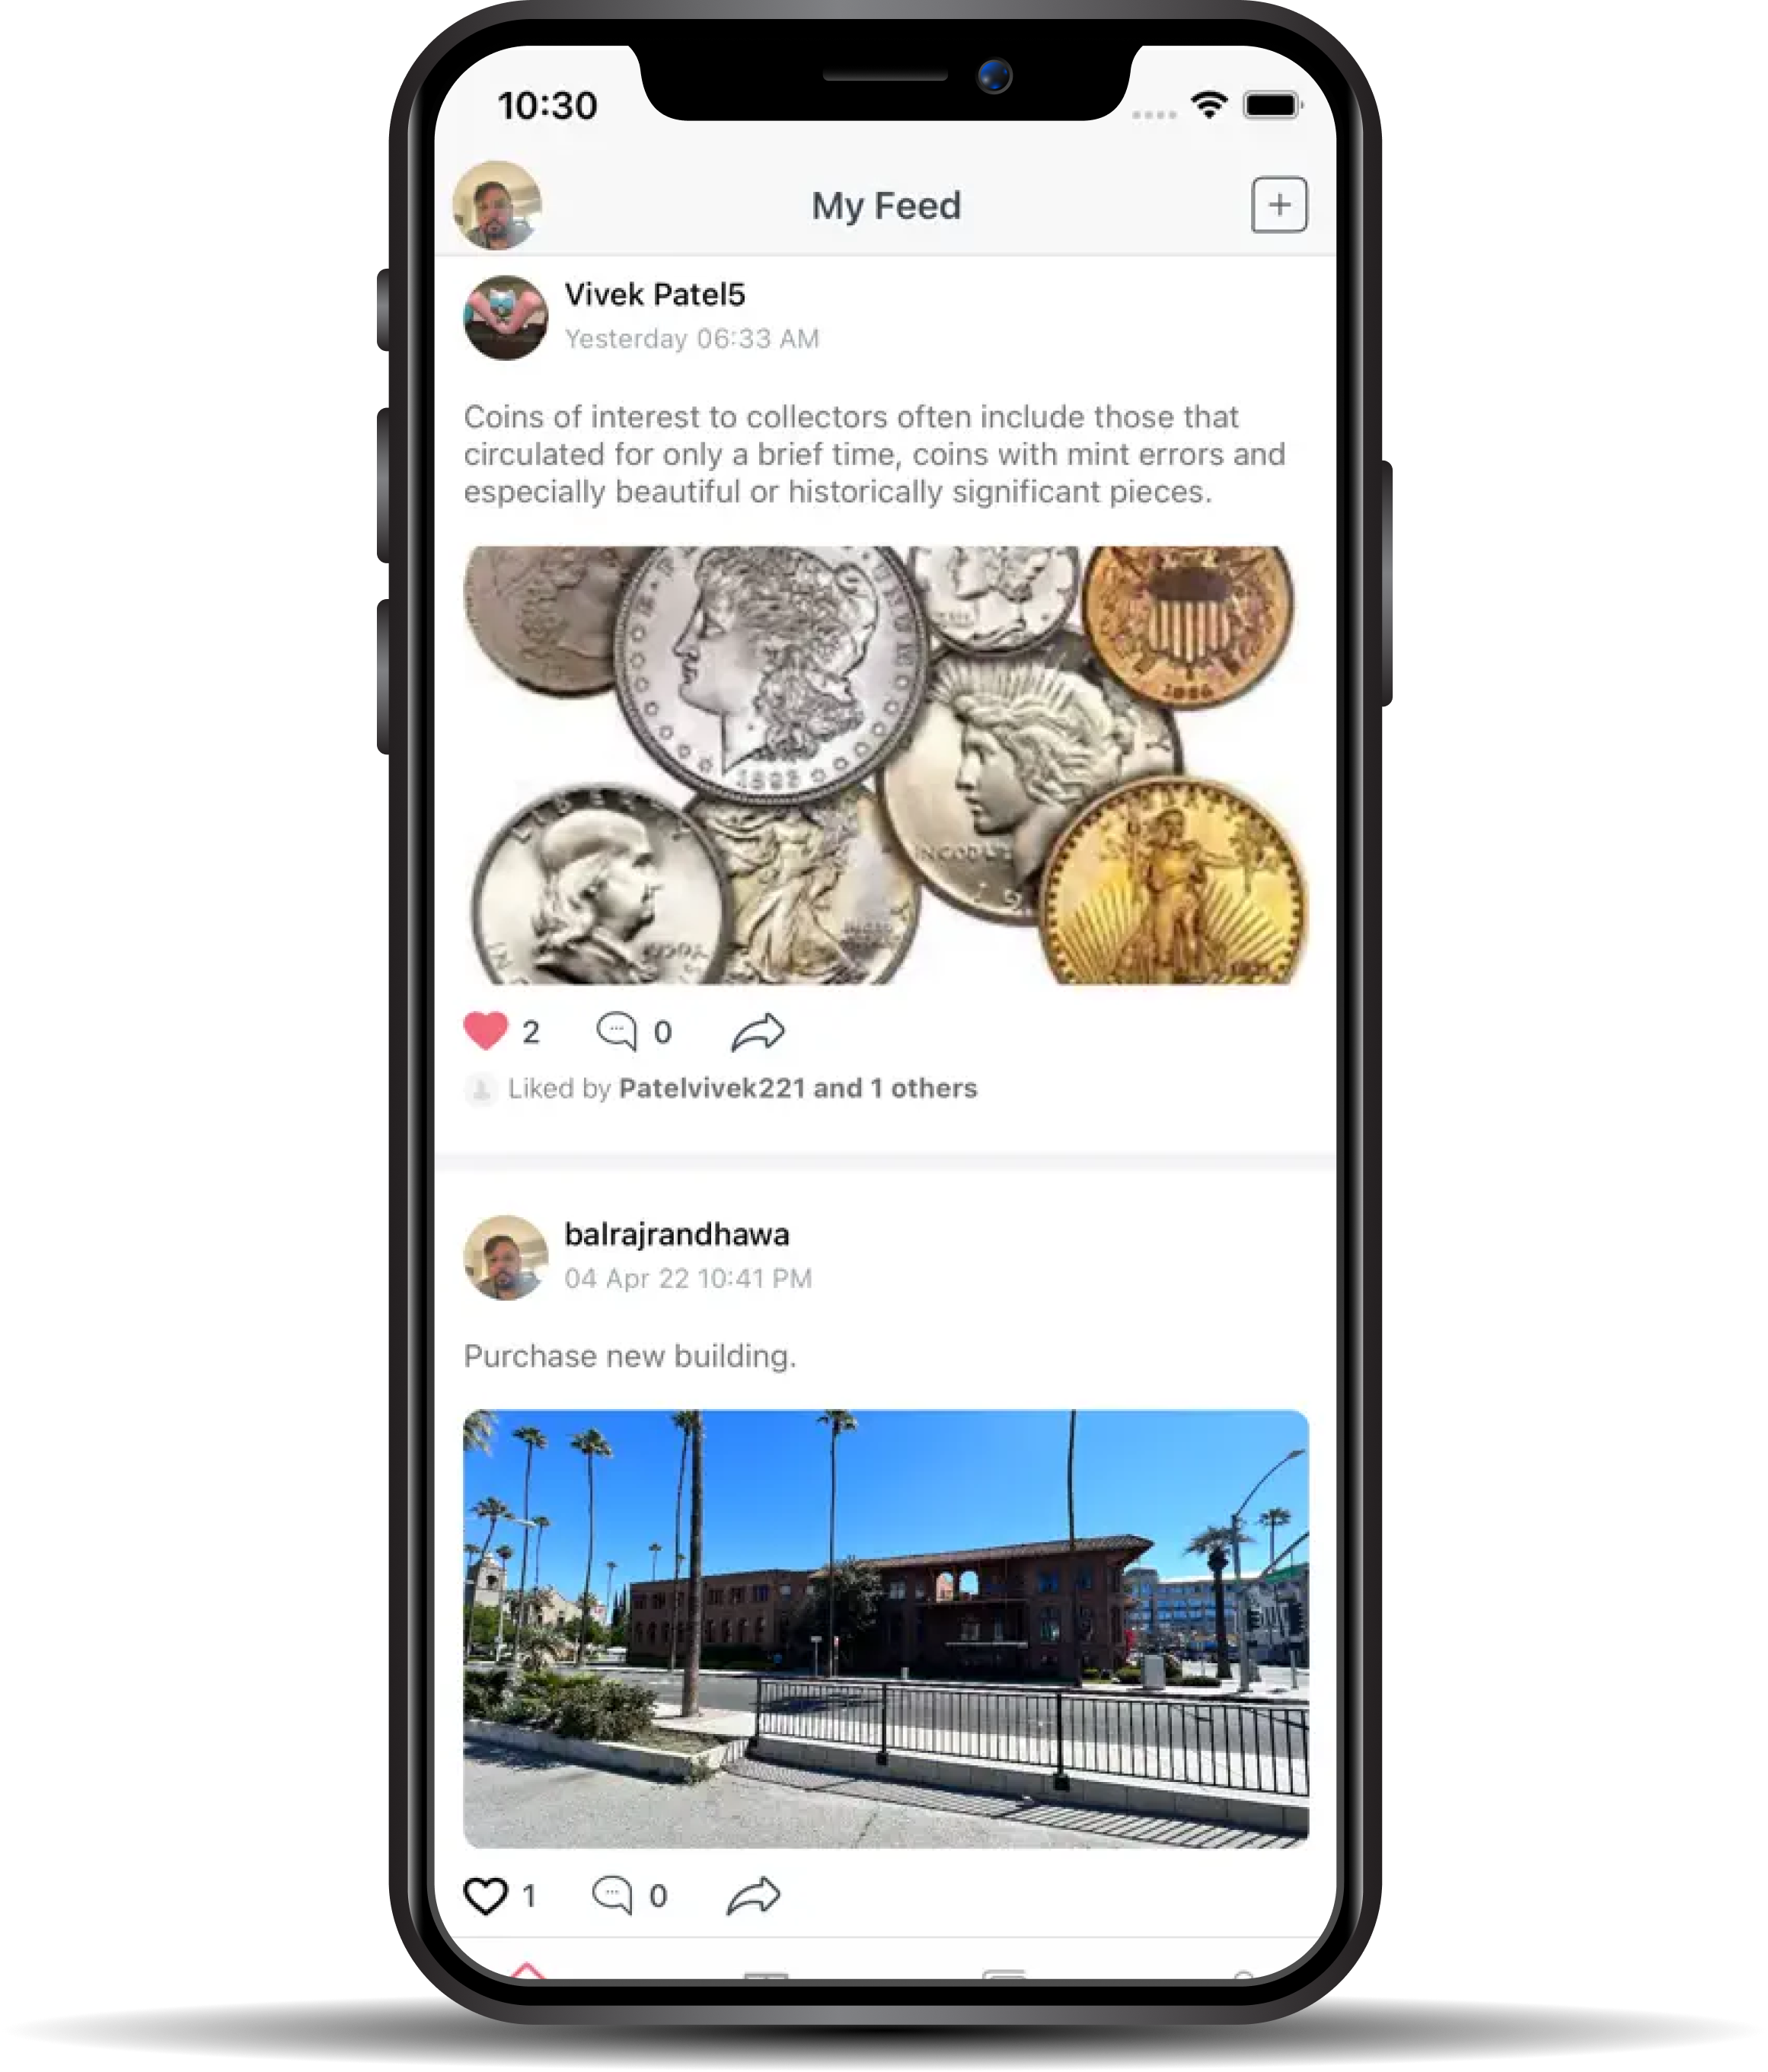 10:30
My Feed
Vivek Patel5
Yesterday 06:33 AM
Coins of interest to collectors often include those that
circulated for only a brief time, coins with mint errors and
especially beautiful or historically significant pieces.
LIBERTY
2
0
Liked by Patelvivek221 and 1 others
balrajrandhawa
04 Apr 22 10:41 PM
Purchase new building.
1
0